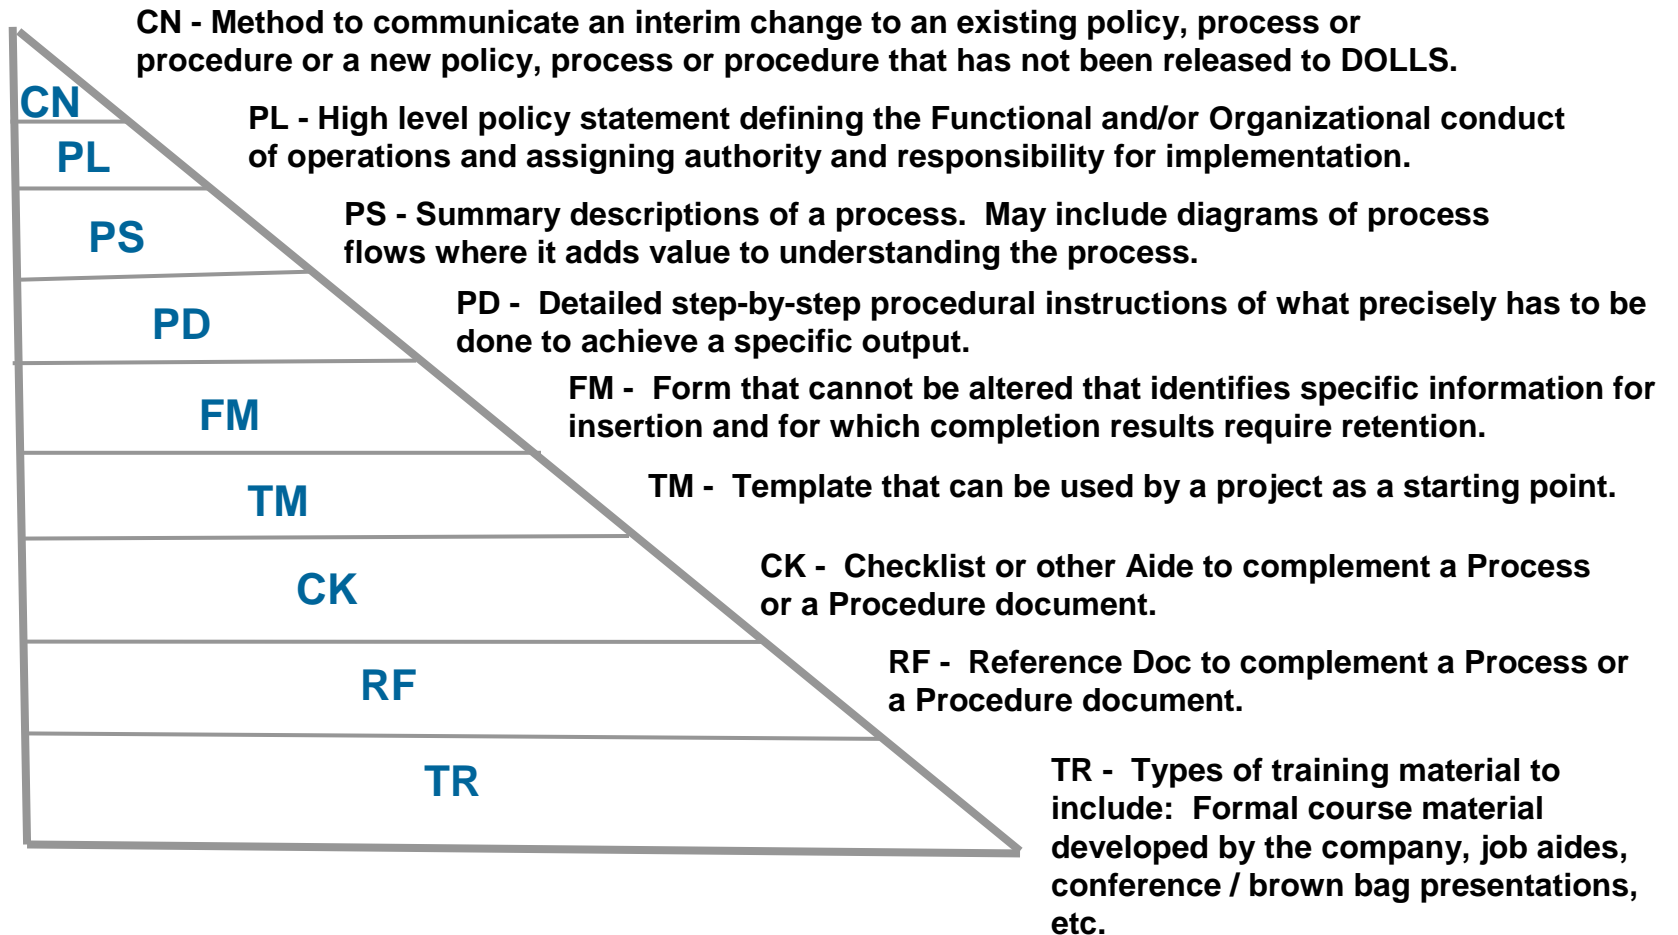 CN - Method to communicate an interim change to an existing policy, process or
procedure or a new policy, process or procedure that has not been released to DOLLS.
CN
PL - High level policy statement defining the Functional and/or Organizational conduct
of operations and assigning authority and responsibility for implementation.
PL
PS - Summary descriptions of a process.  May include diagrams of process
flows where it adds value to understanding the process.
PS
PD -  Detailed step-by-step procedural instructions of what precisely has to be
done to achieve a specific output.
PD
FM -  Form that cannot be altered that identifies specific information for
insertion and for which completion results require retention.
FM
TM -  Template that can be used by a project as a starting point.
TM
CK -  Checklist or other Aide to complement a Process
or a Procedure document.
CK
RF -  Reference Doc to complement a Process or
a Procedure document.
RF
TR -  Types of training material to
include:  Formal course material
developed by the company, job aides,
conference / brown bag presentations,
etc.
TR